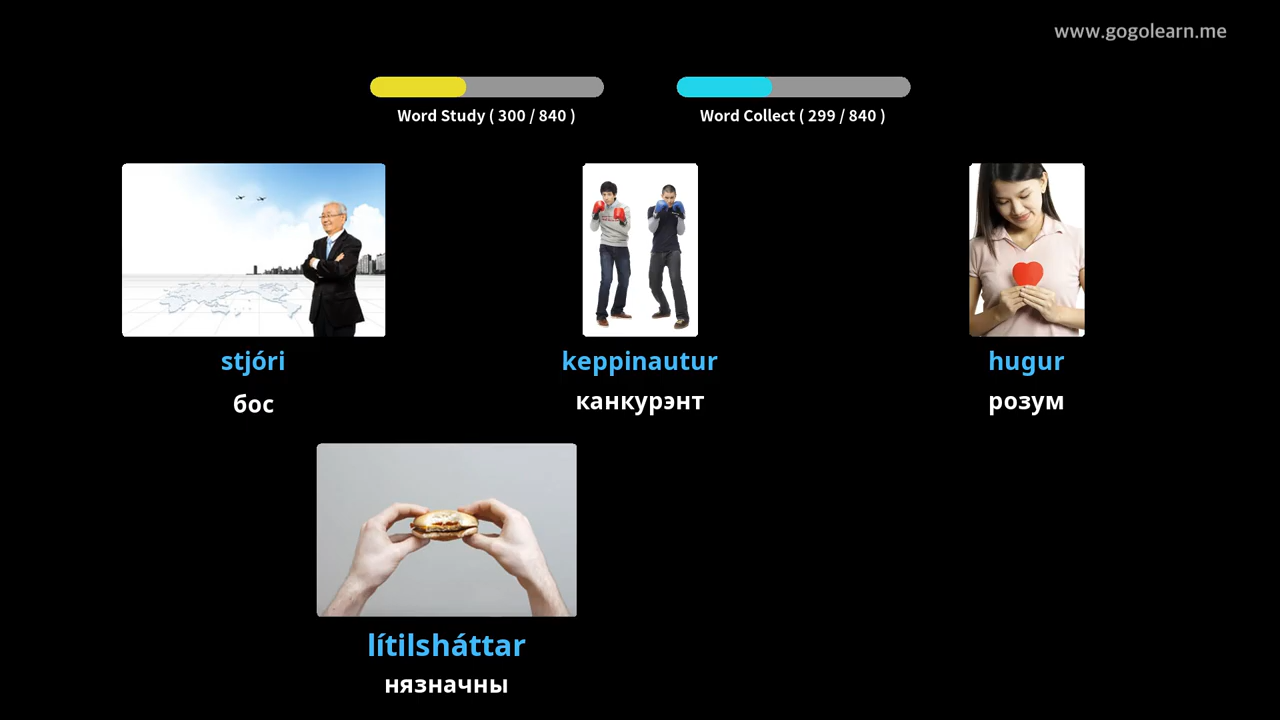 www.gogolearn.me
Word Study ( 300 / 840 )
Word Collect ( 299 / 840 )
stjóri
бос
keppinautur
канкурэнт
hugur
розум
lítilsháttar
нязначны